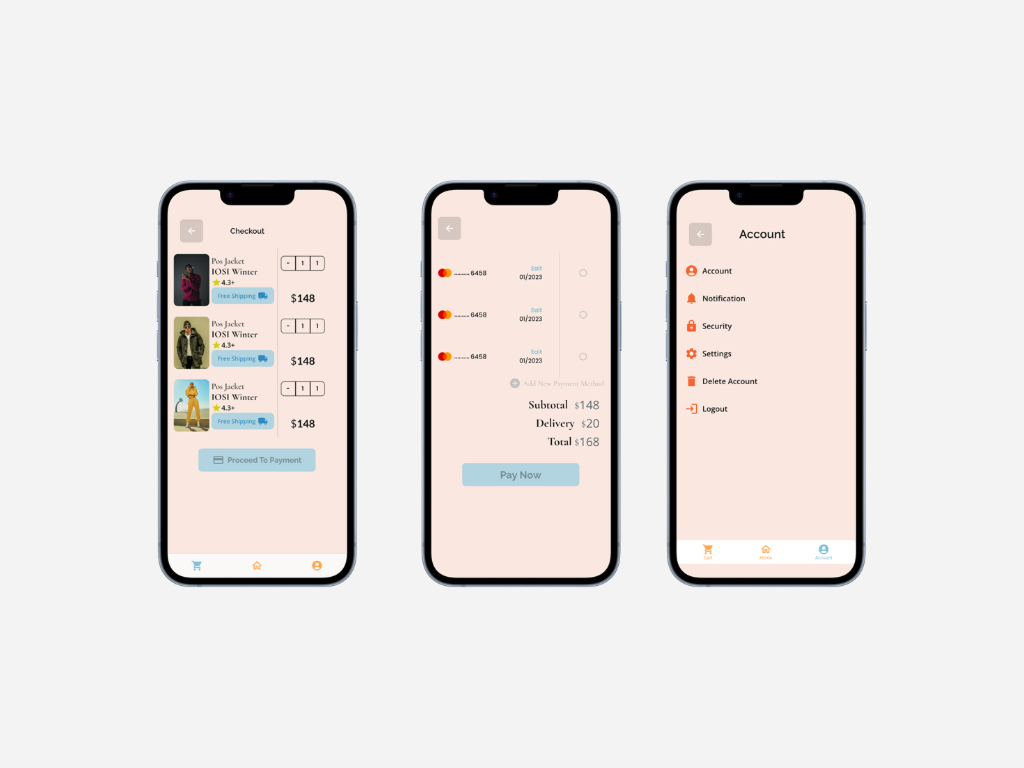 Checkout
Pos Jacket
IOSI Winter
4.3+
Free Shipping
- 1 1
$148
Pos Jacket
IOSI Winter
4.3+
Free Shipping
- 1 1
$148
Pos Jacket
IOSI Winter
4.3+
Free Shipping
- 1 1
$148
Proceed To Payment
6458
Edit
01/2023
6458
Edit
01/2023
6458
Edit
01/2023
Add New Payment Method
Subtotal $148
Delivery $20
Total $168
Pay Now
Account
Account
Notification
Security
Settings
Delete Account
Logout
Cart Home Account